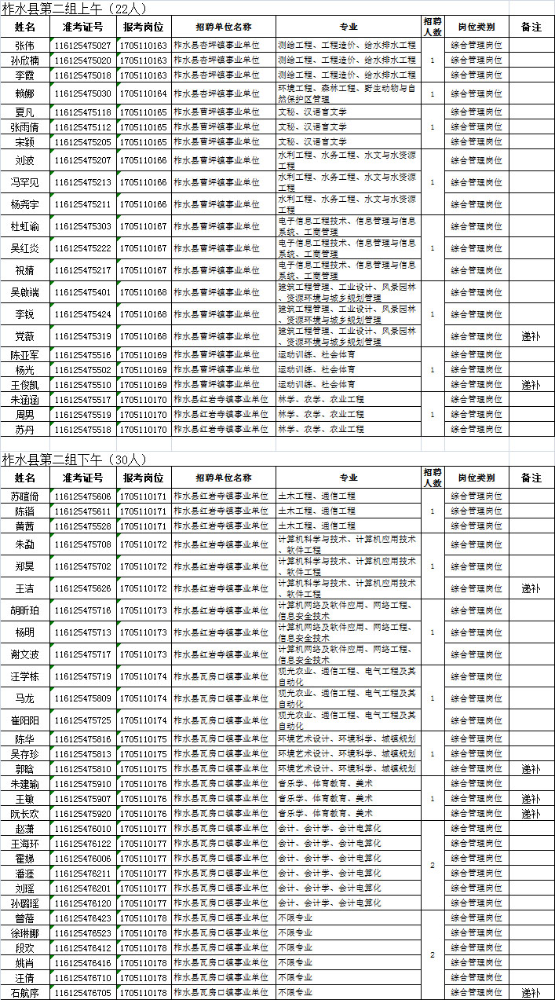 柞水县第二组上午（22人）
姓名 准考证号 报考岗位 招聘单位名称 专业 招聘人数 岗位类别 备注
张伟 116125475027 1705110163 柞水县杏坪镇事业单位 测绘工程、工程造价、给水排水工程 综合管理岗位
孙欣楠 116125475020 1705110163 柞水县杏坪镇事业单位 测绘工程、工程造价、给水排水工程 1 综合管理岗位
李霞 116125475018 1705110163 柞水县杏坪镇事业单位 测绘工程、工程造价、给水排水工程 综合管理岗位
赖娜 116125475030 1705110164 柞水县杏坪镇事业单位 环境工程、森林工程、野生动物与自然保护区管理 1 综合管理岗位
夏凡 116125475118 1705110165 柞水县曹坪镇事业单位 文秘、汉语言文学 综合管理岗位
张雨倩 116125475112 1705110165 柞水县曹坪镇事业单位 文秘、汉语言文学 1 综合管理岗位
宋颖 116125475205 1705110165 柞水县曹坪镇事业单位 文秘、汉语言文学 综合管理岗位
刘波 116125475207 1705110166 柞水县曹坪镇事业单位 水利工程、水务工程、水文与水资源工程 综合管理岗位
冯罕见 116125475213 1705110166 柞水县曹坪镇事业单位 水利工程、水务工程、水文与水资源工程 1 综合管理岗位
杨尧宇 116125475211 1705110166 柞水县曹坪镇事业单位 水利工程、水务工程、水文与水资源工程 综合管理岗位
杜虹谕 116125475303 1705110167 柞水县曹坪镇事业单位 电子信息工程技术、信息管理与信息系统、工商管理 综合管理岗位
吴红炎 116125475222 1705110167 柞水县曹坪镇事业单位 电子信息工程技术、信息管理与信息系统、工商管理 1 综合管理岗位
祝婧 116125475217 1705110167 柞水县曹坪镇事业单位 电子信息工程技术、信息管理与信息系统、工商管理 综合管理岗位
吴啟端 116125475401 1705110168 柞水县曹坪镇事业单位 建筑工程管理、工业设计、风景园林、资源环境与城乡规划管理 综合管理岗位
李锐 116125475424 1705110168 柞水县曹坪镇事业单位 建筑工程管理、工业设计、风景园林、资源环境与城乡规划管理 1 综合管理岗位
党薇 116125475319 1705110168 柞水县曹坪镇事业单位 建筑工程管理、工业设计、风景园林、资源环境与城乡规划管理 综合管理岗位 递补
陈亚军 116125475516 1705110169 柞水县曹坪镇事业单位 运动训练、社会体育 综合管理岗位
杨光 116125475502 1705110169 柞水县曹坪镇事业单位 运动训练、社会体育 1 综合管理岗位
王俊凯 116125475510 1705110169 柞水县曹坪镇事业单位 运动训练、社会体育 综合管理岗位 递补
朱涵涵 116125475517 1705110170 柞水县红岩寺镇事业单位 林学、农学、农业工程 综合管理岗位
周男 116125475519 1705110170 柞水县红岩寺镇事业单位 林学、农学、农业工程 1 综合管理岗位
苏丹 116125475518 1705110170 柞水县红岩寺镇事业单位 林学、农学、农业工程 综合管理岗位
柞水县第二组下午（30人）
姓名 准考证号 报考岗位 招聘单位名称 专业 招聘人数 岗位类别 备注
苏暄倚 116125475606 1705110171 柞水县红岩寺镇事业单位 土木工程、通信工程 综合管理岗位
陈锴 116125475611 1705110171 柞水县红岩寺镇事业单位 土木工程、通信工程 1 综合管理岗位
黄茜 116125475528 1705110171 柞水县红岩寺镇事业单位 土木工程、通信工程 综合管理岗位
朱勐 116125475708 1705110172 柞水县红岩寺镇事业单位 计算机科学与技术、计算机应用技术、软件工程 综合管理岗位
郑昊 116125475702 1705110172 柞水县红岩寺镇事业单位 计算机科学与技术、计算机应用技术、软件工程 1 综合管理岗位
王洁 116125475626 1705110172 柞水县红岩寺镇事业单位 计算机科学与技术、计算机应用技术、软件工程 综合管理岗位 递补
胡昕珀 116125475716 1705110173 柞水县红岩寺镇事业单位 计算机网络及软件应用、网络工程、信息安全技术 综合管理岗位
杨明 116125475713 1705110173 柞水县红岩寺镇事业单位 计算机网络及软件应用、网络工程、信息安全技术 1 综合管理岗位
谢文波 116125475717 1705110173 柞水县红岩寺镇事业单位 计算机网络及软件应用、网络工程、信息安全技术 综合管理岗位
汪学栋 116125475719 1705110174 柞水县瓦房口镇事业单位 观光农业、通信工程、电气工程及其自动化 综合管理岗位
马龙 116125475809 1705110174 柞水县瓦房口镇事业单位 观光农业、通信工程、电气工程及其自动化 1 综合管理岗位
崔阳阳 116125475725 1705110174 柞水县瓦房口镇事业单位 观光农业、通信工程、电气工程及其自动化 综合管理岗位
陈华 116125475816 1705110175 柞水县瓦房口镇事业单位 环境艺术设计、环境科学、城镇规划 综合管理岗位
吴存珍 116125475813 1705110175 柞水县瓦房口镇事业单位 环境艺术设计、环境科学、城镇规划 1 综合管理岗位
郭晗 116125475810 1705110175 柞水县瓦房口镇事业单位 环境艺术设计、环境科学、城镇规划 综合管理岗位 递补
朱建瑜 116125475910 1705110176 柞水县瓦房口镇事业单位 音乐学、体育教育、美术 综合管理岗位
王敏 116125475907 1705110176 柞水县瓦房口镇事业单位 音乐学、体育教育、美术 1 综合管理岗位 递补
阮长欢 116125475920 1705110176 柞水县瓦房口镇事业单位 音乐学、体育教育、美术 综合管理岗位 递补
赵潇 116125476010 1705110177 柞水县瓦房口镇事业单位 会计、会计学、会计电算化 综合管理岗位
王海环 116125476122 1705110177 柞水县瓦房口镇事业单位 会计、会计学、会计电算化 综合管理岗位
霍娣 116125476006 1705110177 柞水县瓦房口镇事业单位 会计、会计学、会计电算化 2 综合管理岗位
潘涯 116125476211 1705110177 柞水县瓦房口镇事业单位 会计、会计学、会计电算化 综合管理岗位
刘瑶 116125476201 1705110177 柞水县瓦房口镇事业单位 会计、会计学、会计电算化 综合管理岗位
孙璐瑶 116125476120 1705110177 柞水县瓦房口镇事业单位 会计、会计学、会计电算化 综合管理岗位
曾蓓 116125476423 1705110178 柞水县瓦房口镇事业单位 不限专业 综合管理岗位
徐琳娜 116125476523 1705110178 柞水县瓦房口镇事业单位 不限专业 综合管理岗位
段欢 116125476412 1705110178 柞水县瓦房口镇事业单位 不限专业 2 综合管理岗位
姚肖 116125476416 1705110178 柞水县瓦房口镇事业单位 不限专业 综合管理岗位
汪倩 116125476710 1705110178 柞水县瓦房口镇事业单位 不限专业 综合管理岗位
石航序 116125476705 1705110178 柞水县瓦房口镇事业单位 不限专业 综合管理岗位 递补